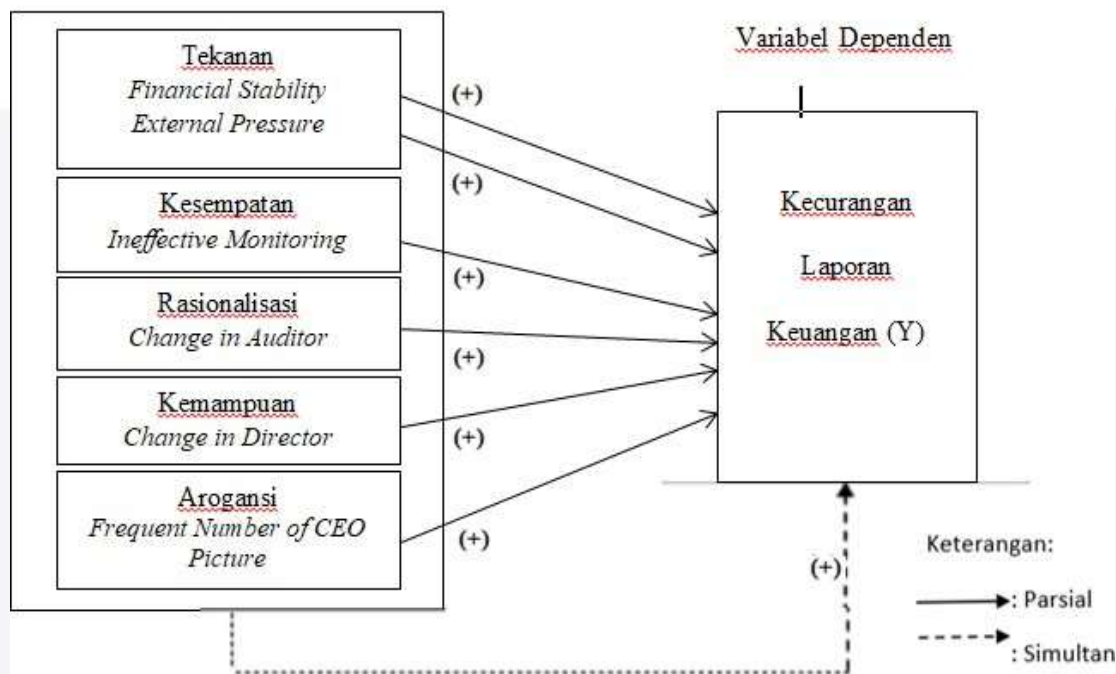 Tekanan
Financial Stability
External Pressure
Kesempatan
Ineffective Monitoring
Rasionalisasi
Change in Auditor
Kemampuan
Change in Director
Arogansi
Frequent Number of CEO
Picture
(+)
(+)
(+)
(+)
(+)
(+)
Variabel Dependen
Kecurangan
Laporan
Keuangan (Y)
(+)
Keterangan:
: Parsial
: Simultan